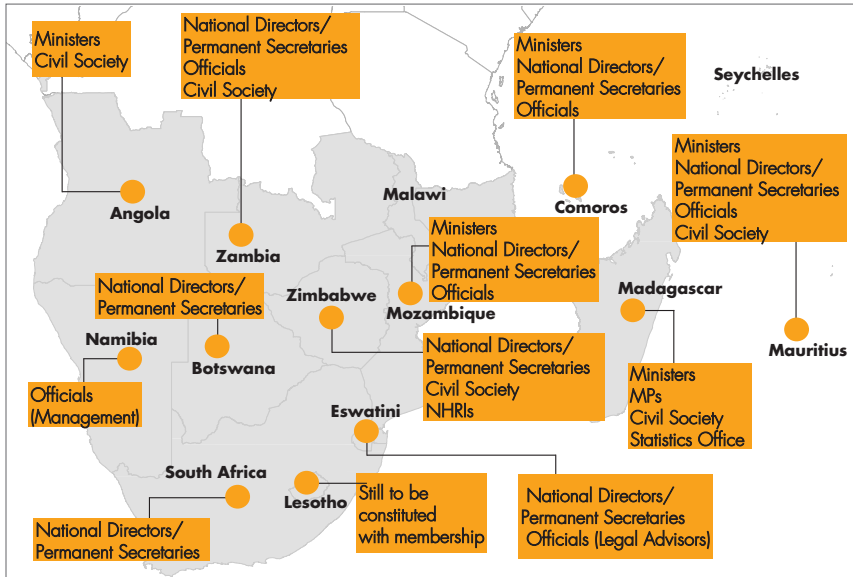 Ministers
Civil Society
National Directors/
Permanent Secretaries
Officials
Civil Society
Ministers
National Directors/
Permanent Secretaries
Officials
Seychelles
Ministers
National Directors/
Permanent Secretaries
Officials
Civil Society
Angola
Zambia
Malawi
Comoros
Ministers
National Directors/
Permanent Secretaries
Officials
National Directors/
Permanent Secretaries
Zimbabwe
Mozambique
Madagascar
Mauritius
Namibia
Botswana
National Directors/
Permanent Secretaries
Civil Society
NHRIs
Ministers
MPs
Civil Society
Statistics Office
Officials
(Management)
Eswatini
South Africa
Lesotho
Still to be
constituted
with membership
National Directors/
Permanent Secretaries
Officials (Legal Advisors)
National Directors/
Permanent Secretaries